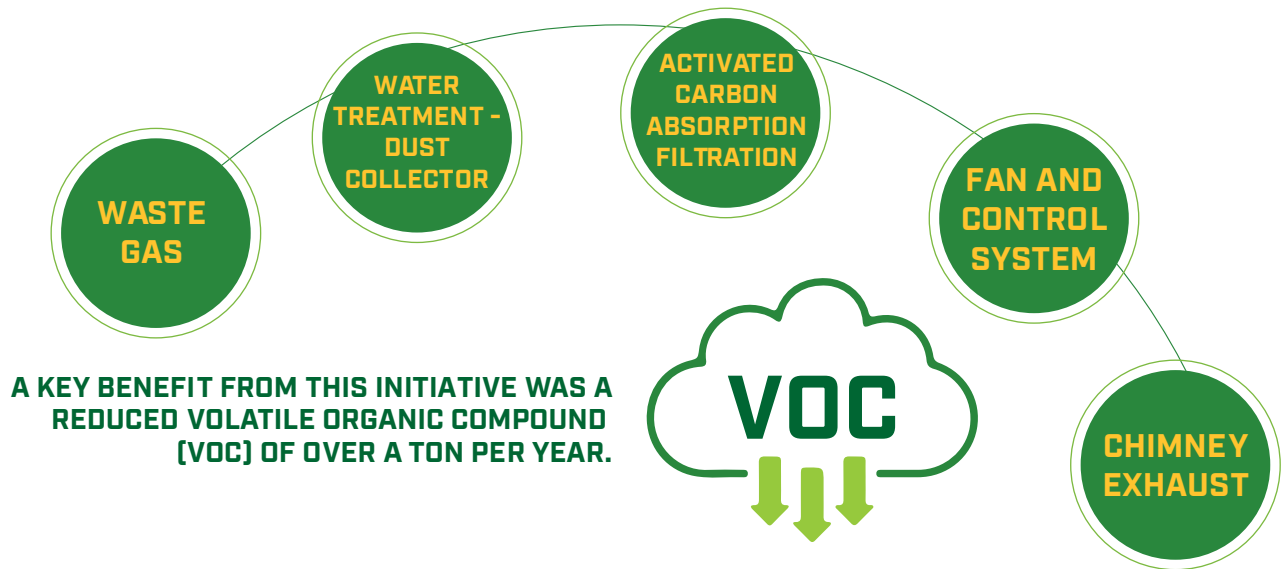 WASTE
GAS
WATER
TREATMENT -
DUST
COLLECTOR
ACTIVATED
CARBON
ABSORPTION
FILTRATION
FAN AND
CONTROL
SYSTEM
CHIMNEY
EXHAUST
A KEY BENEFIT FROM THIS INITIATIVE WAS A
REDUCED VOLATILE ORGANIC COMPOUND
(VOC) OF OVER A TON PER YEAR.
VOC